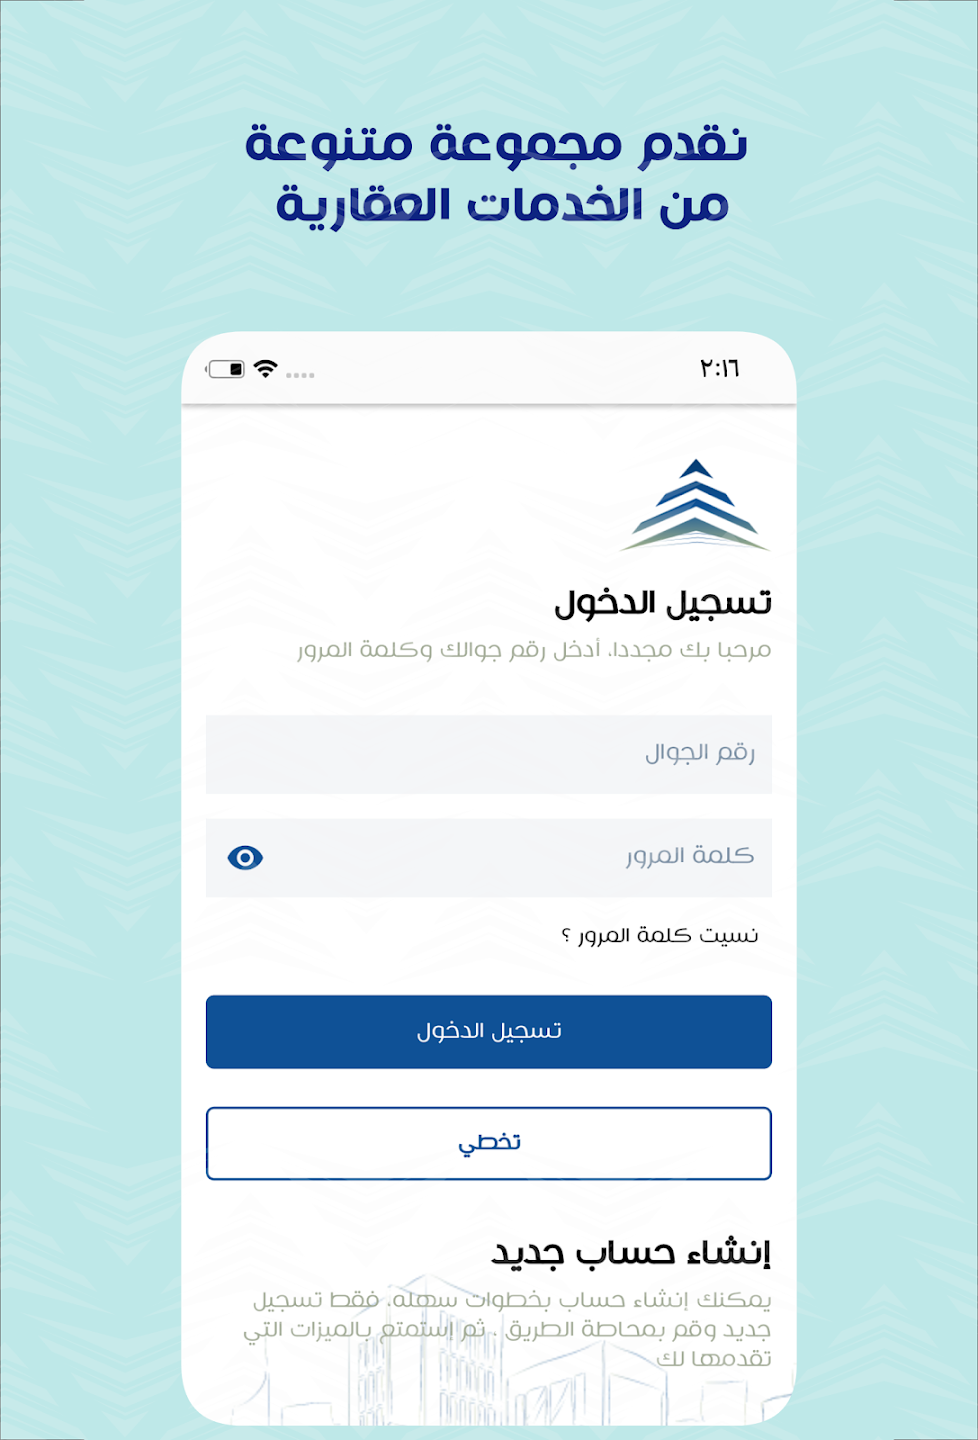 نقدم مجموعة متنوعة
من الخدمات العقارية
٢:١٦
تسجيل الدخول
مرحبا بك مجددا، أدخل رقم جوالك وكلمة المرور
رقم الجوال
كلمة المرور
نسيت كلمة المرور ؟
تسجيل الدخول
تخطي
إنشاء حساب جديد
يمكنك إنشاء حساب بخطوات سهله، فقط تسجيل
جديد وقم بمحاطة الطريق ، ثم إستمتع بالميزات التي
تقدمها لك